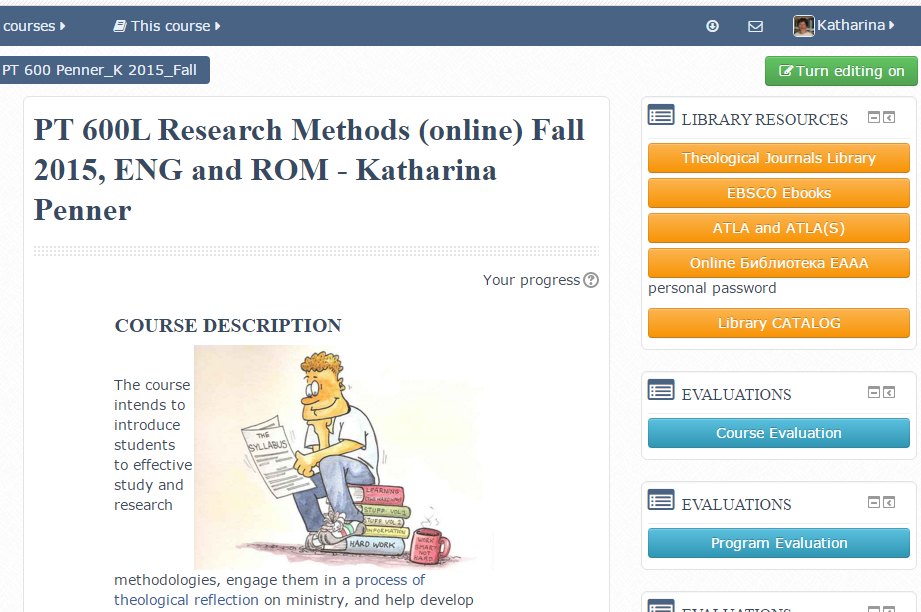 courses
This course
Katharina
PT 600 Penner_K 2015_Fall
Turn editing on
PT 600L Research Methods (online) Fall
2015, ENG and ROM - Katharina
Penner
Your progress
COURSE DESCRIPTION
The course
intends to
introduce
students
to effective
study and
research
THE
SYLLABUS
LEARNING
STUFF: VOL.1
STUFF VOL 2
INFORMATION
HARD WORK
WORK
SMART
NOT
HARD
methodologies, engage them in a process of
theological reflection on ministry, and help develop
LIBRARY RESOURCES
Theological Journals Library
EBSCO Ebooks
ATLA and ATLA(S)
Online Библиотека ЕААА
personal password
Library CATALOG
EVALUATIONS
Course Evaluation
EVALUATIONS
Program Evaluation
EVALUATIONS